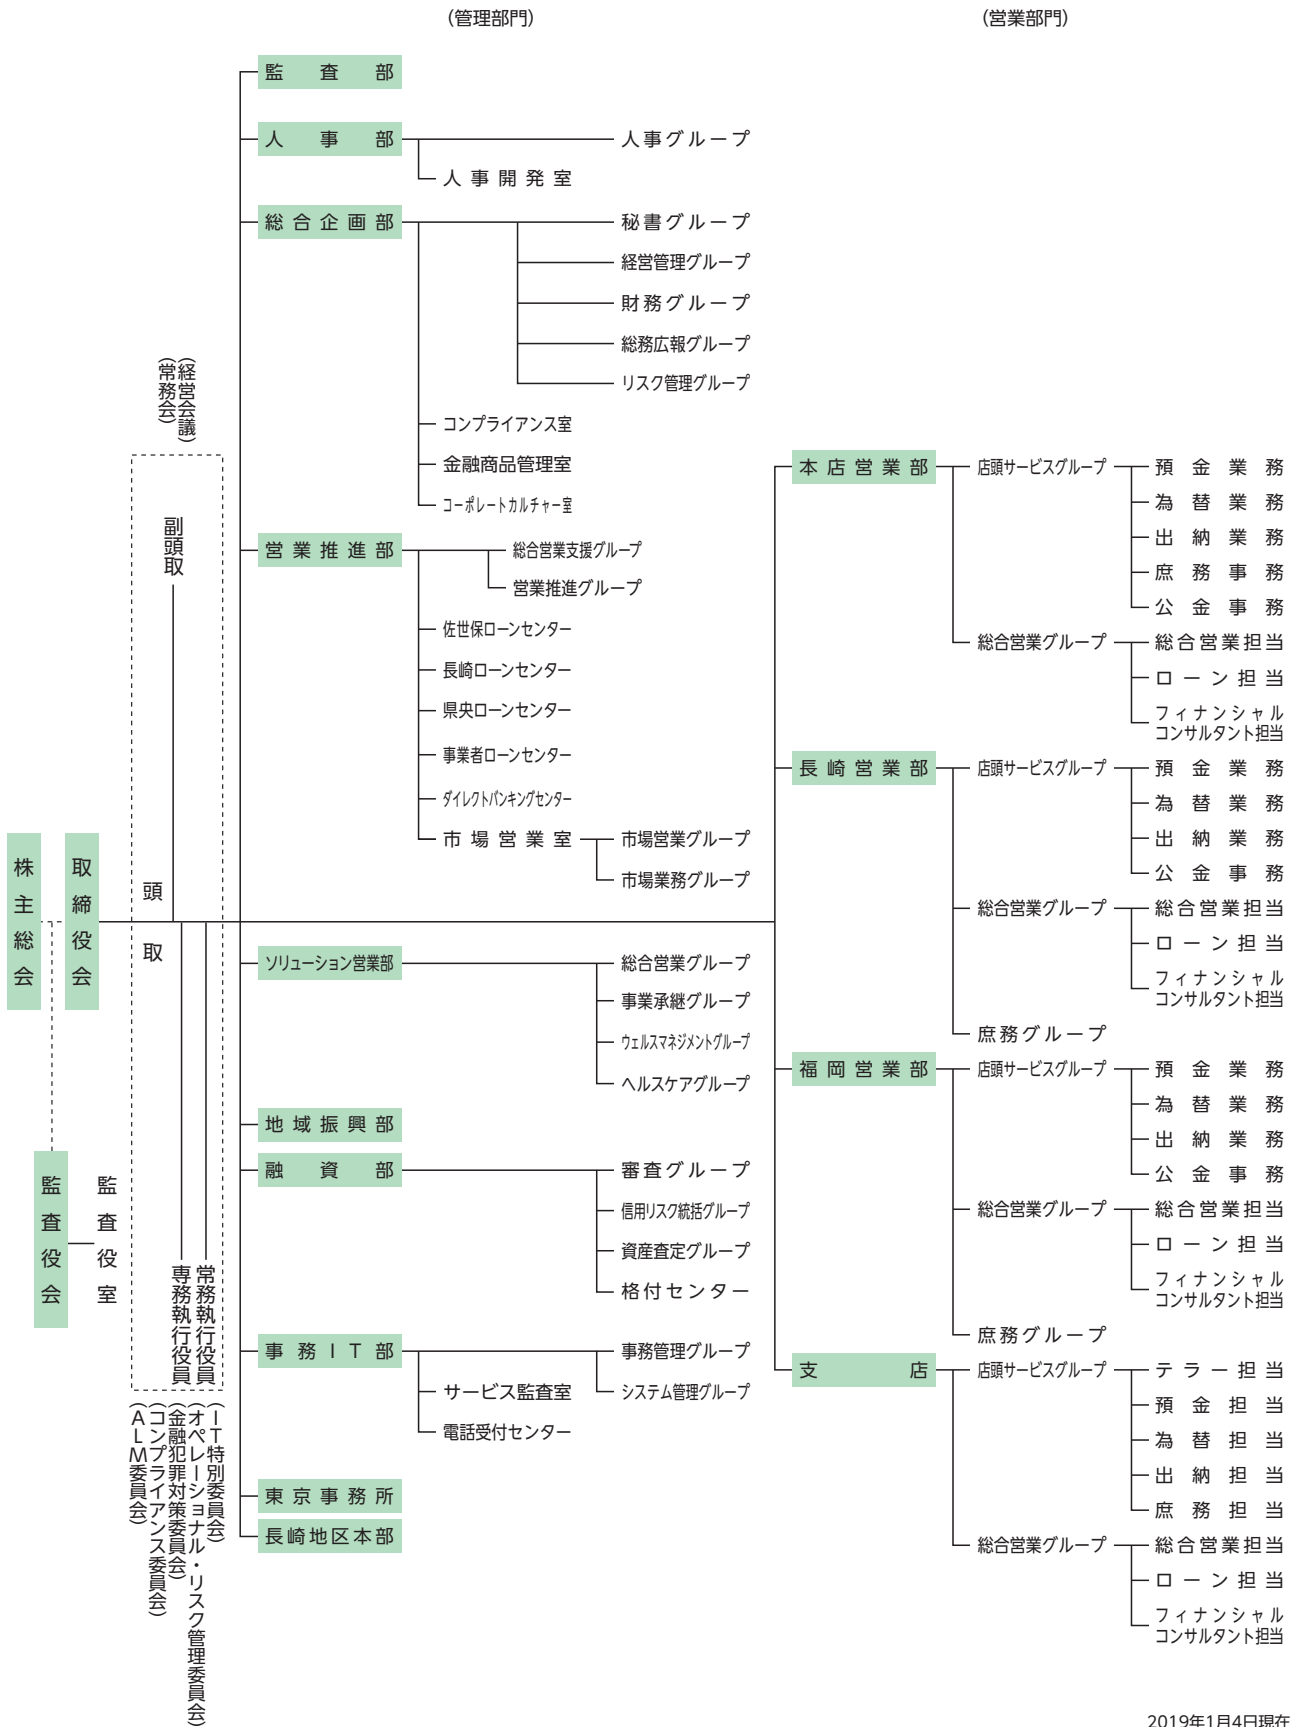 (管理部門)
(営業部門)
株主総会
取締役会
監査役会
監査役室
頭取
副頭取
専務執行役員
常務執行役員
(経営会議)
(常務会)
(IT特別委員会)
(オペレーショナル・リスク管理委員会)
(金融犯罪対策委員会)
(コンプライアンス委員会)
(ALM委員会)
監査部
人事部
人事グループ
人事開発室
総合企画部
秘書グループ
経営管理グループ
財務グループ
総務広報グループ
リスク管理グループ
コンプライアンス室
金融商品管理室
コーポレートカルチャー室
営業推進部
総合営業支援グループ
営業推進グループ
佐世保ローンセンター
長崎ローンセンター
県央ローンセンター
事業者ローンセンター
ダイレクトバンキングセンター
市場営業室
市場営業グループ
市場業務グループ
ソリューション営業部
総合営業グループ
事業承継グループ
ウェルスマネジメントグループ
ヘルスケアグループ
地域振興部
融資部
審査グループ
信用リスク統括グループ
資産査定グループ
格付センター
事務IT部
事務管理グループ
システム管理グループ
サービス監査室
電話受付センター
東京事務所
長崎地区本部
本店営業部
店頭サービスグループ
預金業務
為替業務
出納業務
庶務事務
公金事務
総合営業グループ
総合営業担当
ローン担当
フィナンシャル
コンサルタント担当
長崎営業部
店頭サービスグループ
預金業務
為替業務
出納業務
公金事務
総合営業グループ
総合営業担当
ローン担当
フィナンシャル
コンサルタント担当
庶務グループ
福岡営業部
店頭サービスグループ
預金業務
為替業務
出納業務
公金事務
総合営業グループ
総合営業担当
ローン担当
フィナンシャル
コンサルタント担当
庶務グループ
支店
店頭サービスグループ
テラー担当
預金担当
為替担当
出納担当
庶務担当
総合営業グループ
総合営業担当
ローン担当
フィナンシャル
コンサルタント担当
2019年1月4日現在